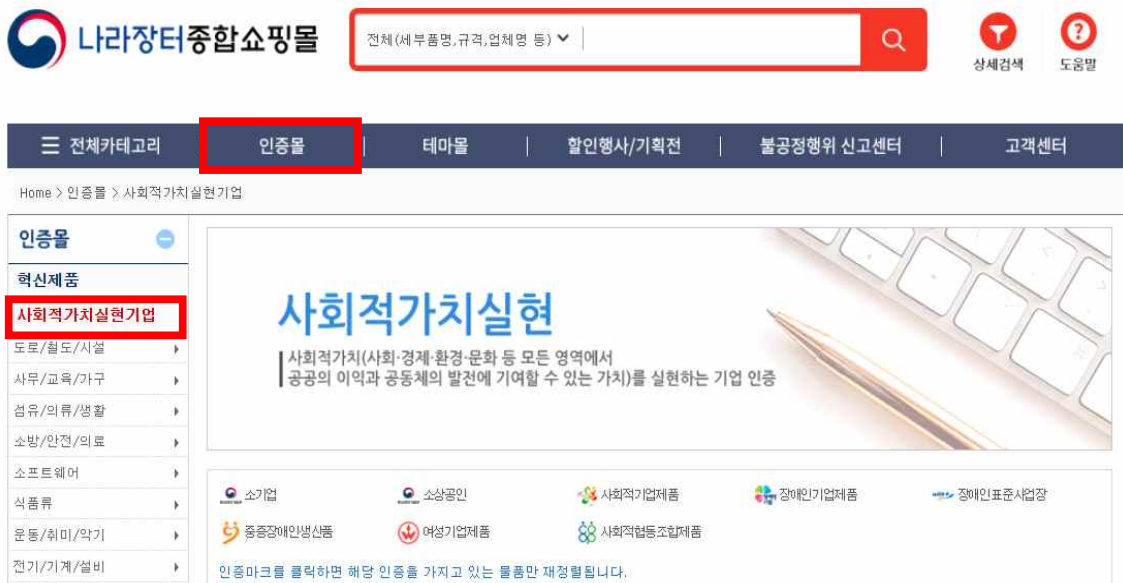 나라장터종합쇼핑몰
전체(세부품명,규격,업체명 등)
상세검색
도움말
전체카테고리
인증몰
테마몰
할인행사/기획전
불공정행위 신고센터
고객센터
Home > 인증몰 > 사회적가치실현기업
인증몰
혁신제품
사회적가치실현기업
도로/철도/시설
사무/교육/가구
섬유/의류/생활
소방/안전/의료
소프트웨어
식품류
운동/취미/악기
전기/기계/설비
사회적가치실현
사회적가치(사회·경제·환경·문화 등 모든 영역에서
공공의 이익과 공동체의 발전에 기여할 수 있는 가치)를 실현하는 기업 인증
소기업
소상공인
사회적기업제품
장애인기업제품
장애인표준사업장
중증장애인생산품
여성기업제품
사회적협동조합제품
인증마크를 클릭하면 해당 인증을 가지고 있는 물품만 재정렬됩니다.